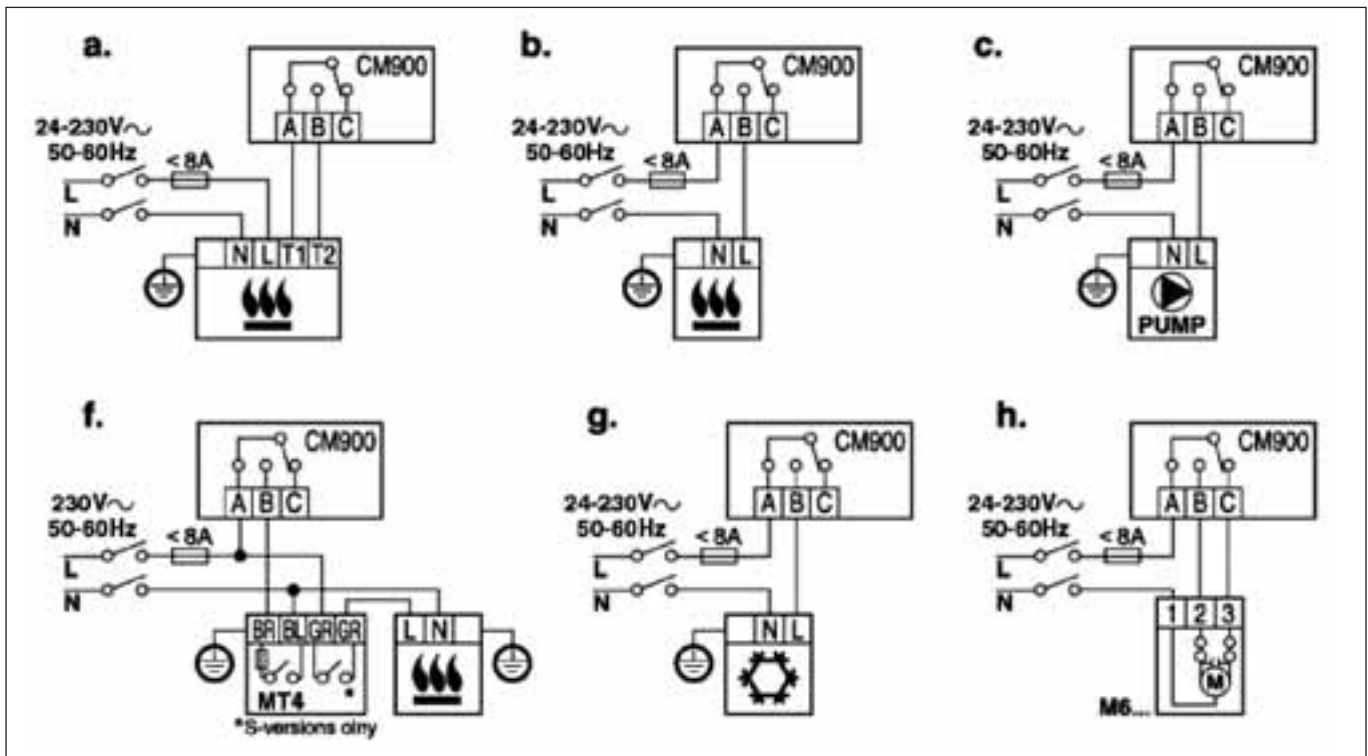 a.
CM900
A B C
24-230V~
50-60Hz
<8A
L
N
N L T1 T2
b.
CM900
A B C
24-230V~
50-60Hz
<8A
L
N
N L
c.
CM900
A B C
24-230V~
50-60Hz
<8A
L
N
N L
PUMP
f.
CM900
A B C
230V~
50-60Hz
<8A
L
N
BR BL GR GR
L N
*
MT4
*S-versions olny
g.
CM900
A B C
24-230V~
50-60Hz
<8A
L
N
N L
h.
CM900
A B C
24-230V~
50-60Hz
<8A
L
N
1 2 3
M
M6...